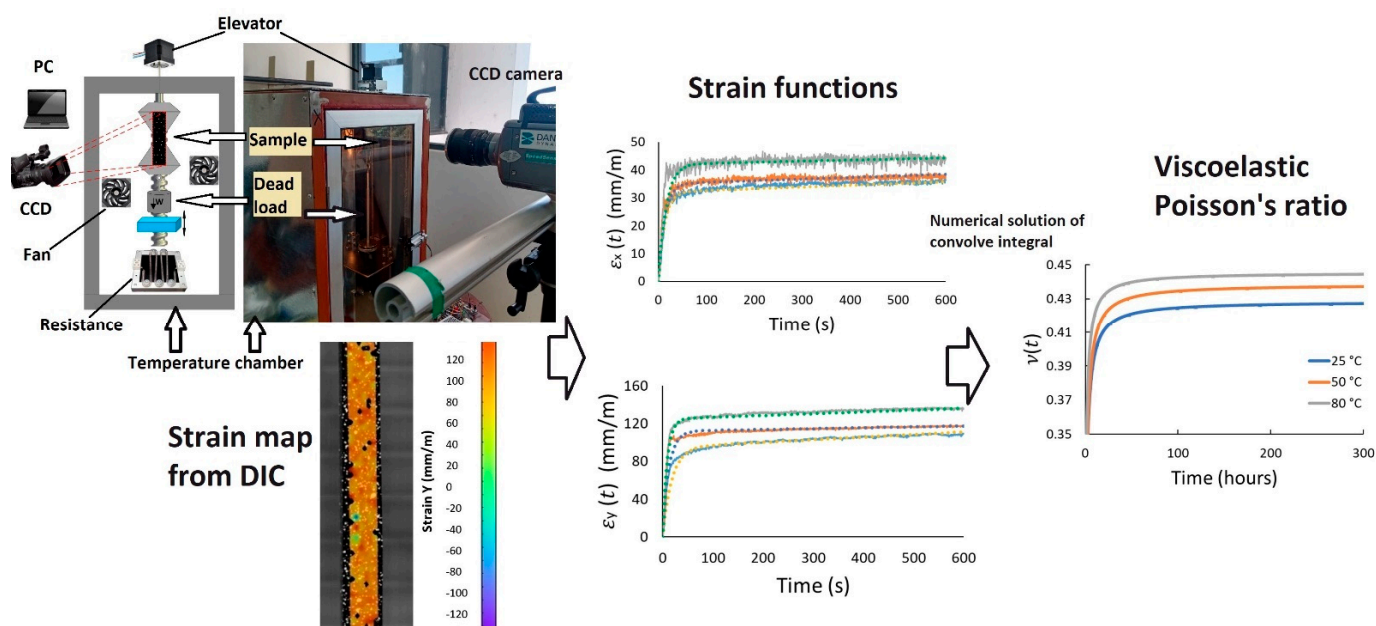 Elevator
PC
CCD
Fan
Resistance
Temperature chamber
Sample
Dead
load
W
CCD camera
DAN
Strain map
from DIC
Strain Y (mm/m)
120
100
80
60
40
20
0
-20
-40
-60
-80
-100
-120
Strain functions
εx (t) (mm/m)
50
40
30
20
10
0
0 100 200 300 400 500 600
Time (s)
εy (t) (mm/m)
160
120
80
40
0
0 100 200 300 400 500 600
Time (s)
Numerical solution of
convolve integral
Viscoelastic
Poisson's ratio
ν(t)
0.45
0.43
0.41
0.39
0.37
0.35
0 100 200 300
Time (hours)
25 °C
50 °C
80 °C